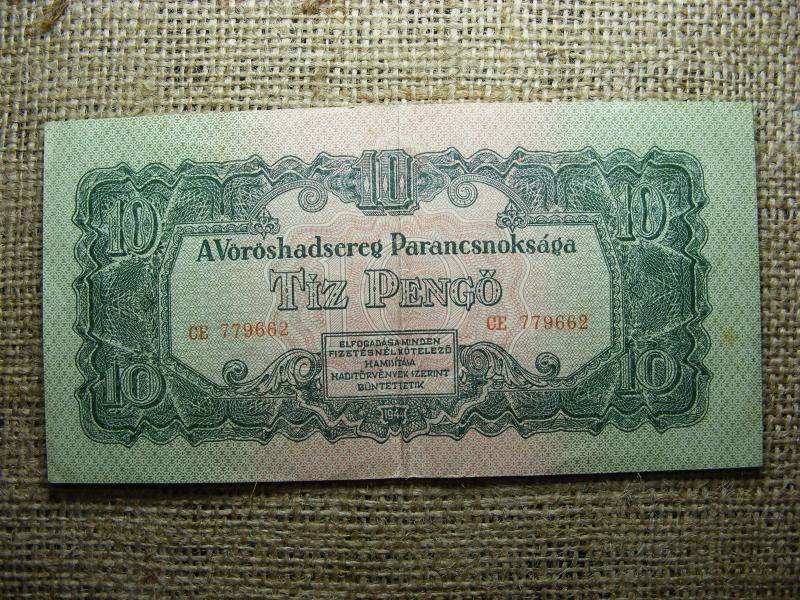 10
10 10
A Vöröshadsereg Parancsnoksága
TÍZ PENGŐ
CE 779662 CE 779662
ELFOGADÁSA MINDEN
FIZETÉSNÉL KÖTELEZŐ
HAMISÍTÁSA
HADITÖRVÉNYEK SZERINT
BÜNTETTETIK
10 10
1944